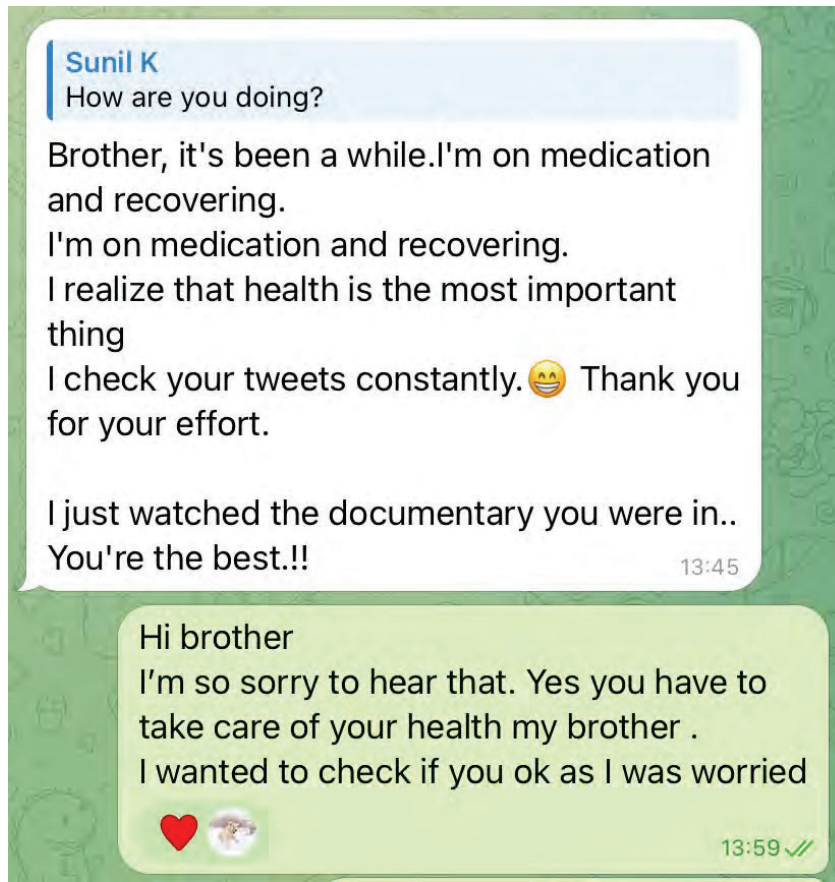 Sunil K
How are you doing?
Brother, it's been a while.I'm on medication
and recovering.
I'm on medication and recovering.
I realize that health is the most important
thing
I check your tweets constantly.😁 Thank you
for your effort.
I just watched the documentary you were in..
You're the best.!!
13:45
Hi brother
I'm so sorry to hear that. Yes you have to
take care of your health my brother .
I wanted to check if you ok as I was worried
❤️
13:59